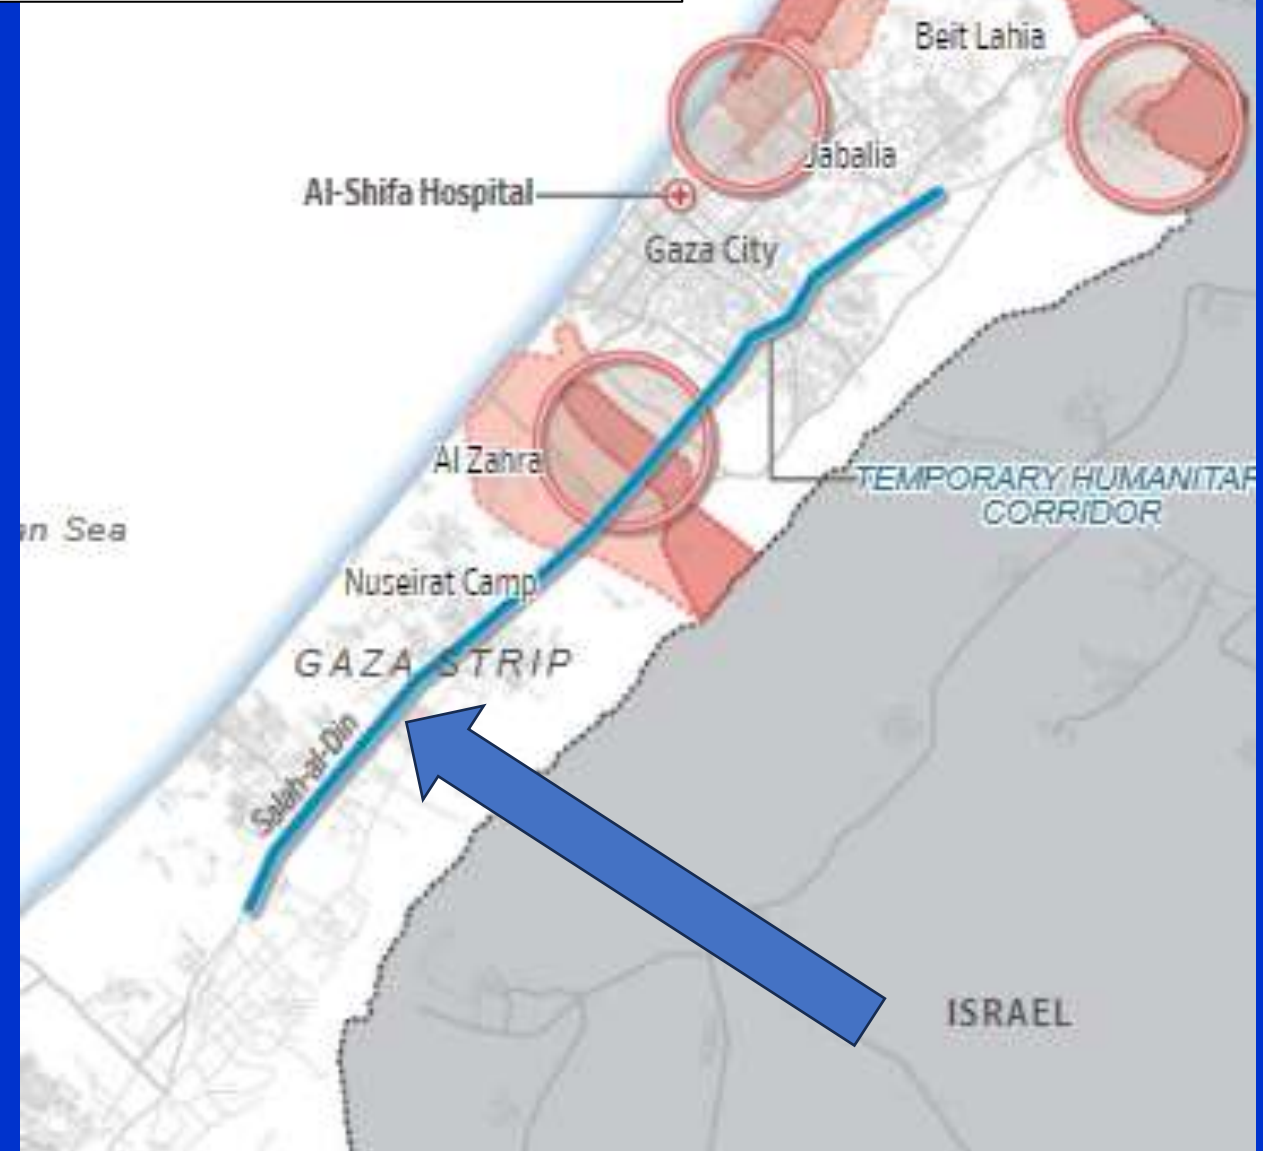 Beit Lahia
Jabalia
Al-Shifa Hospital
Gaza City
Al Zahra
TEMPORARY HUMANITAR
CORRIDOR
an Sea
Nuseirat Camp
GAZA STRIP
Salah-al-Din
ISRAEL